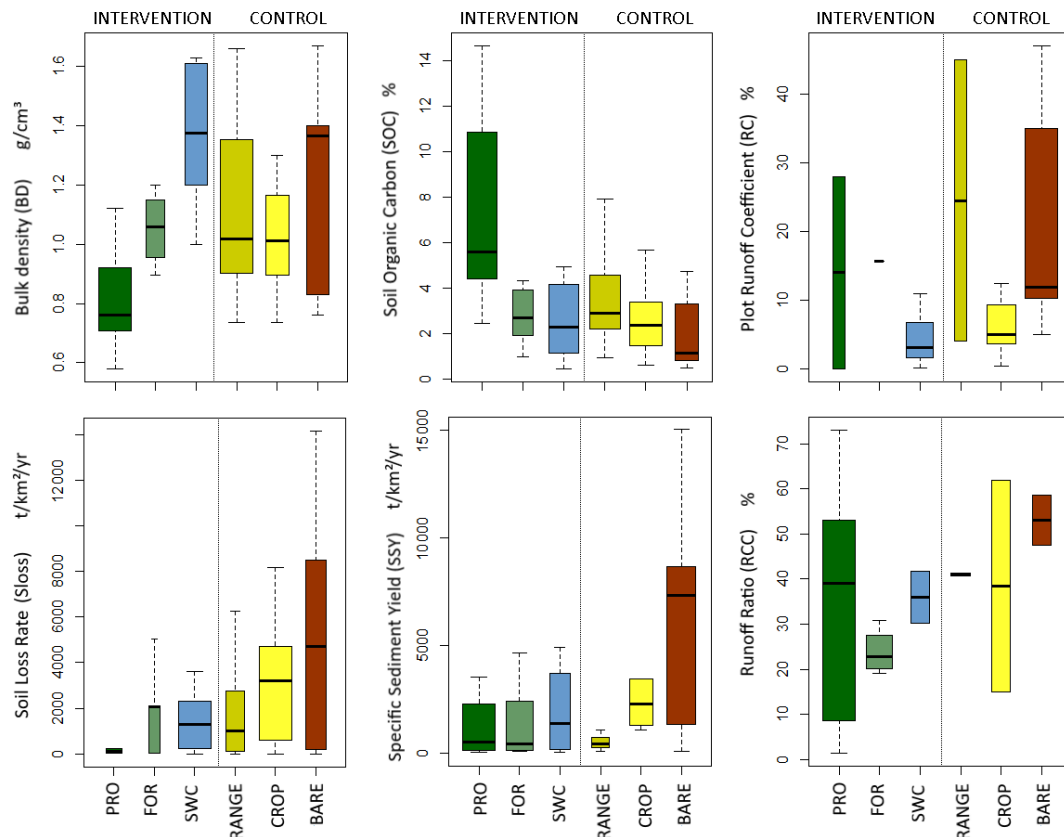 INTERVENTION CONTROL
INTERVENTION CONTROL
INTERVENTION CONTROL
Bulk density (BD) g/cm³
0.6 0.8 1.0 1.2 1.4 1.6
Soil Organic Carbon (SOC) %
0 2 4 6 8 10 12 14
Plot Runoff Coefficient (RC) %
0 10 20 30 40
Soil Loss Rate (Sloss) t/km²/yr
0 2000 4000 6000 8000 12000
Specific Sediment Yield (SSY) t/km²/yr
0 5000 10000 15000
Runoff Ratio (RCC) %
0 10 20 30 40 50 60 70
PRO FOR SWC RANGE CROP BARE
PRO FOR SWC RANGE CROP BARE
PRO FOR SWC RANGE CROP BARE